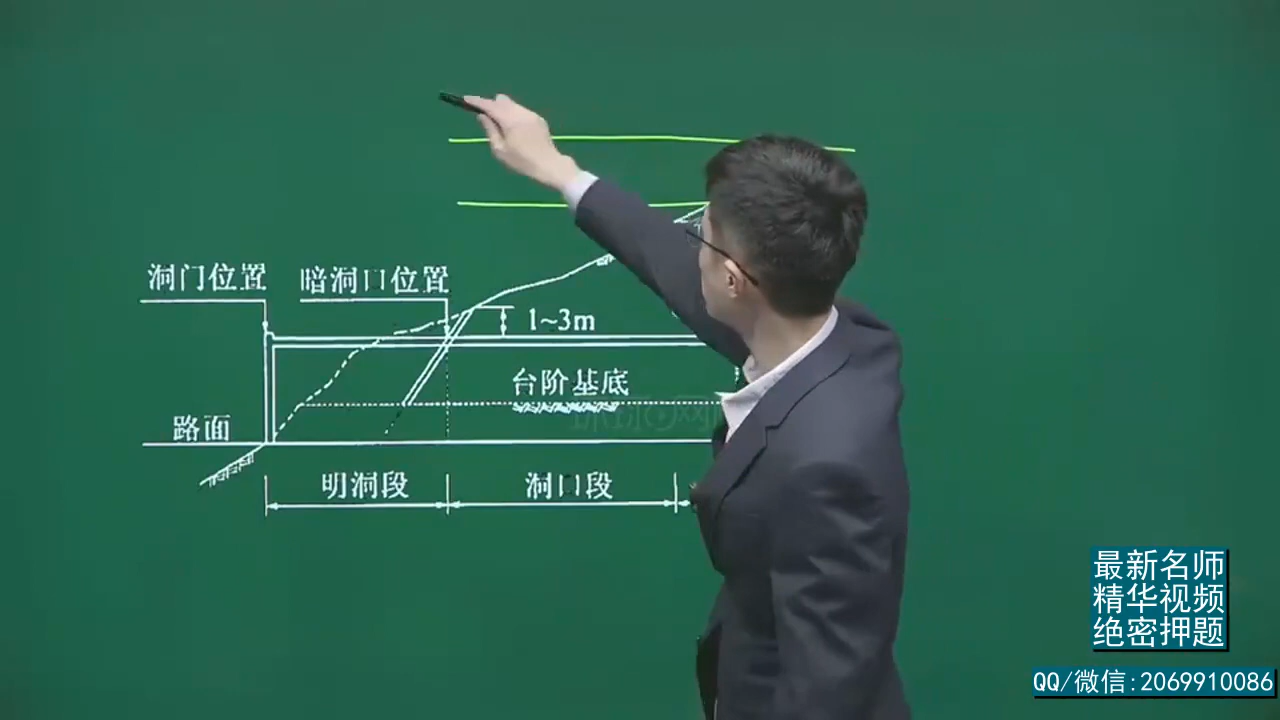 洞门位置
暗洞口位置
1~3m
台阶基底
路面
明洞段
洞口段
最新名师
精华视频
绝密押题
QQ/微信:2069910086